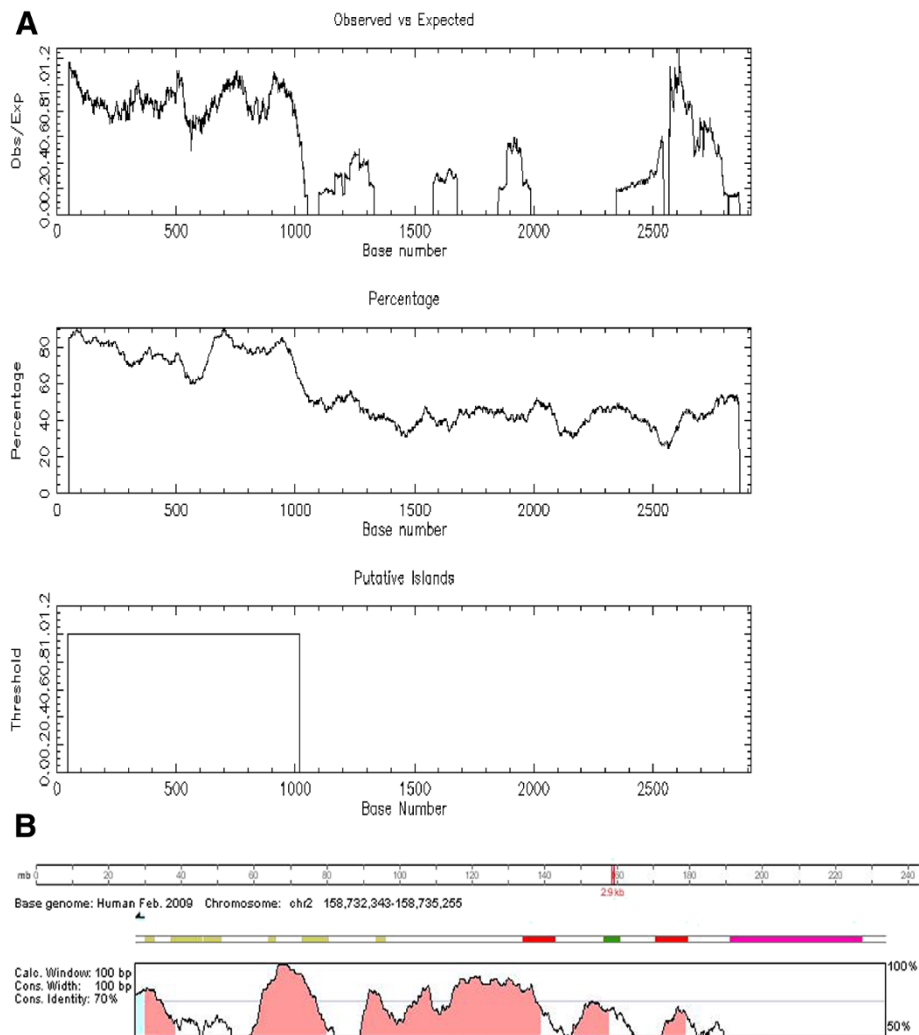 A
Observed vs Expected
Obs/Exp
0.00.20.40.60.81.01.2
0 500 1000 1500 2000 2500
Base number
Percentage
Percentage
0 20 40 60 80
0 500 1000 1500 2000 2500
Base number
Putative Islands
Threshold
0.00.20.40.60.81.01.2
0 500 1000 1500 2000 2500
Base Number
B
mb 0 20 40 60 80 100 120 140 160 180 200 220 240
2.9 kb
Base genome: Human Feb. 2009 Chromosome: chr2 158,732,343-158,735,255
Calc. Window: 100 bp
Cons. Width: 100 bp
Cons. Identity: 70%
100%
50%